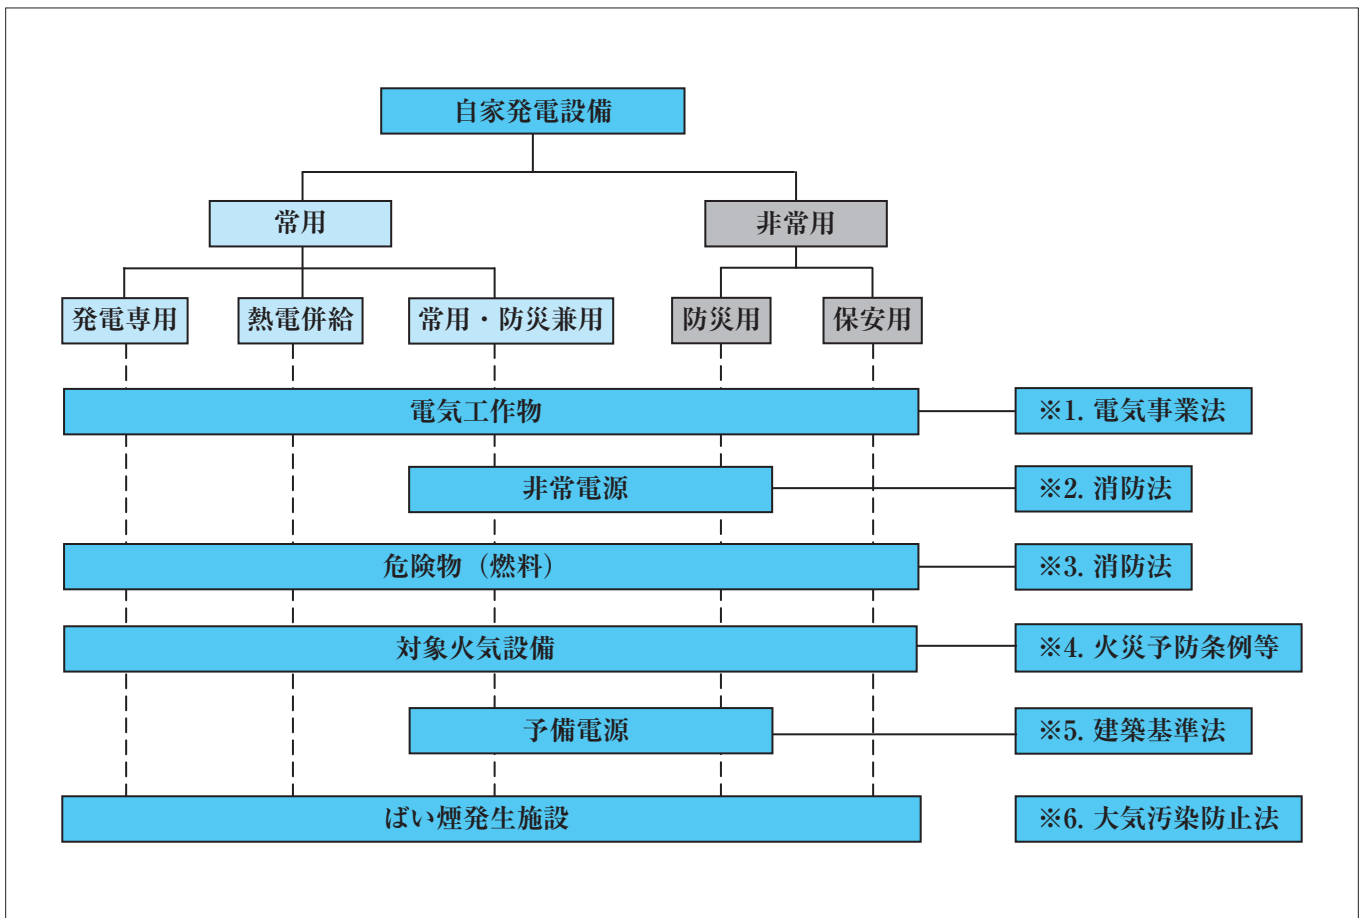 自家発電設備
常用
非常用
発電専用
熱電併給
常用・防災兼用
防災用
保安用
電気工作物
※1. 電気事業法
非常電源
※2. 消防法
危険物（燃料）
※3. 消防法
対象火気設備
※4. 火災予防条例等
予備電源
※5. 建築基準法
ばい煙発生施設
※6. 大気汚染防止法